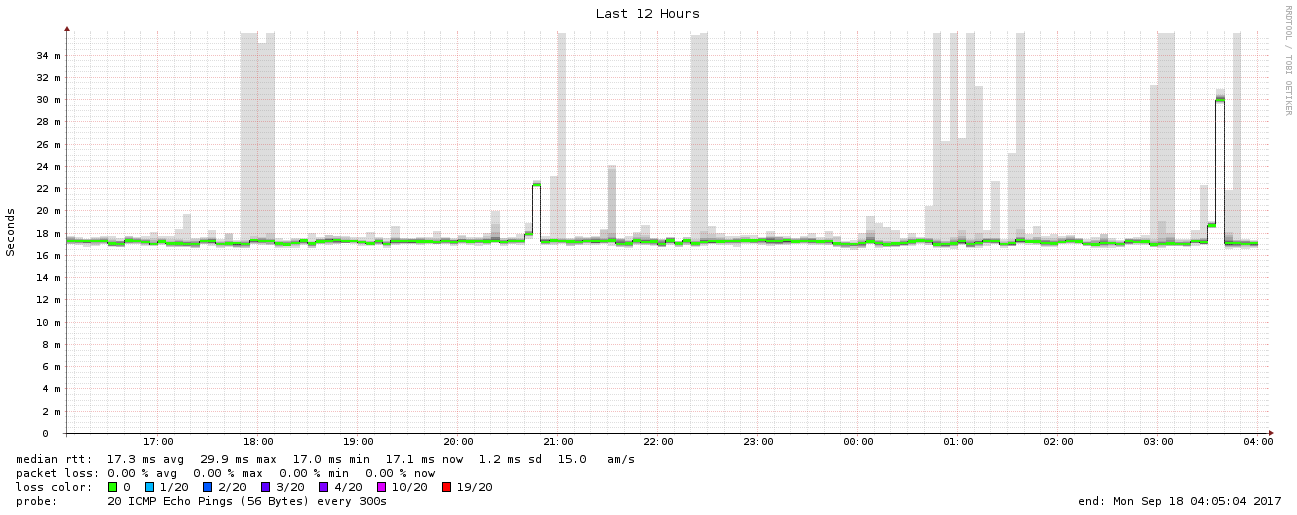 Last 12 Hours
RRDTOOL / TOBI OETIKER
Seconds
34 m
32 m
30 m
28 m
26 m
24 m
22 m
20 m
18 m
16 m
14 m
12 m
10 m
8 m
6 m
4 m
2 m
0
17:00 18:00 19:00 20:00 21:00 22:00 23:00 00:00 01:00 02:00 03:00 04:00
median rtt: 17.3 ms avg 29.9 ms max 17.0 ms min 17.1 ms now 1.2 ms sd 15.0 am/s
packet loss: 0.00 % avg 0.00 % max 0.00 % min 0.00 % now
loss color: 0 1/20 2/20 3/20 4/20 10/20 19/20
probe: 20 ICMP Echo Pings (56 Bytes) every 300s end: Mon Sep 18 04:05:04 2017